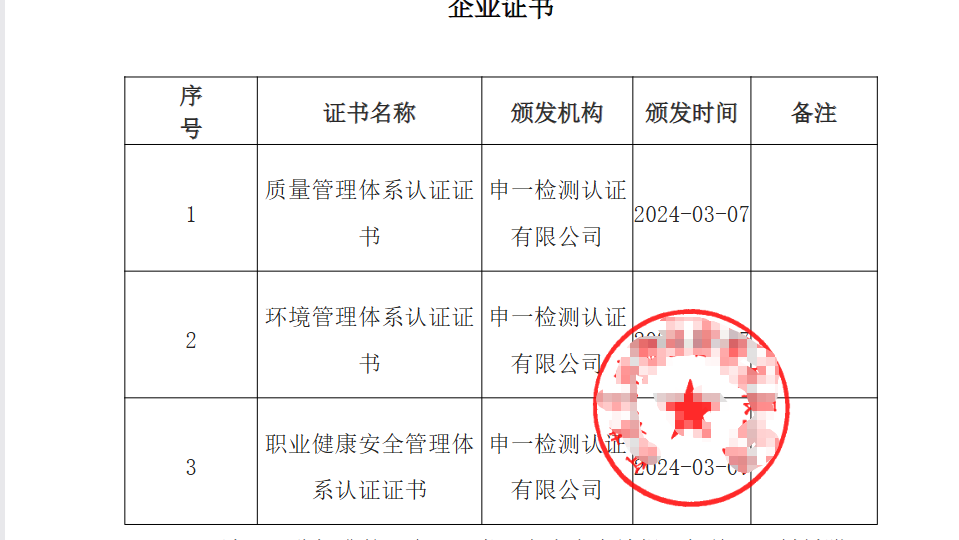 企业证书
序号 证书名称 颁发机构 颁发时间 备注
1 质量管理体系认证证书 申一检测认证有限公司 2024-03-07
2 环境管理体系认证证书 申一检测认证有限公司
3 职业健康安全管理体系认证证书 申一检测认证有限公司 2024-03-0